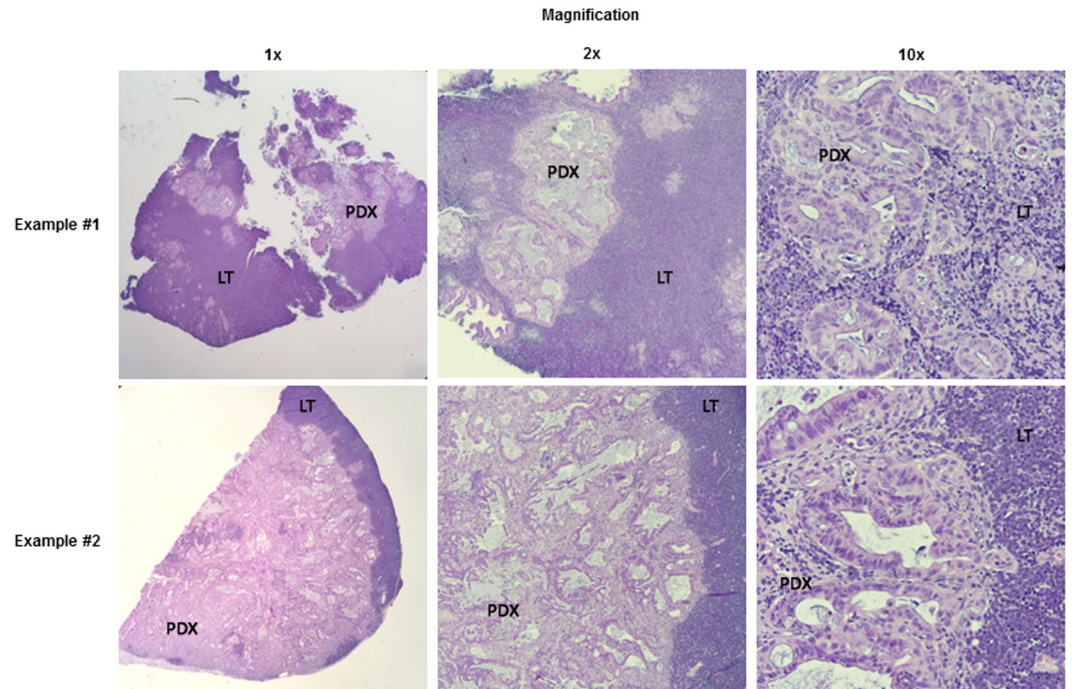 Magnification
1x 2x 10x
Example #1
PDX
LT
PDX
LT
PDX
LT
Example #2
LT
PDX
LT
PDX
LT
PDX